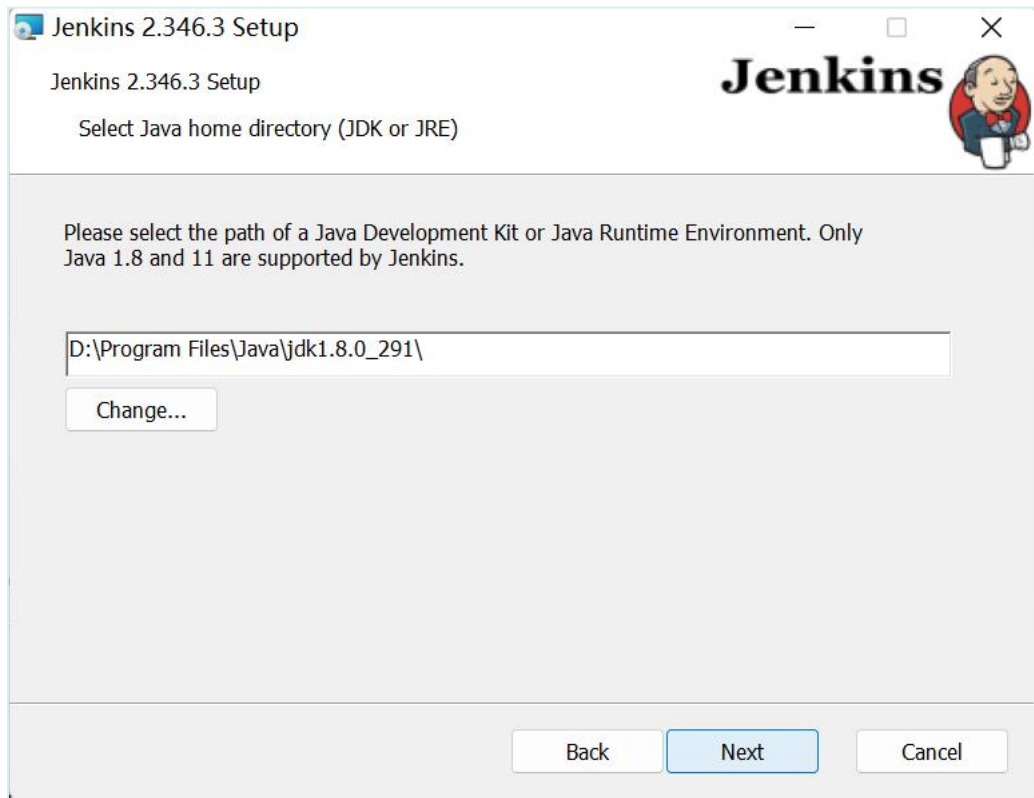 Jenkins 2.346.3 Setup
Jenkins 2.346.3 Setup
Jenkins
Select Java home directory (JDK or JRE)
Please select the path of a Java Development Kit or Java Runtime Environment. Only
Java 1.8 and 11 are supported by Jenkins.
D:\Program Files\Java\jdk1.8.0_291\
Change...
Back Next Cancel